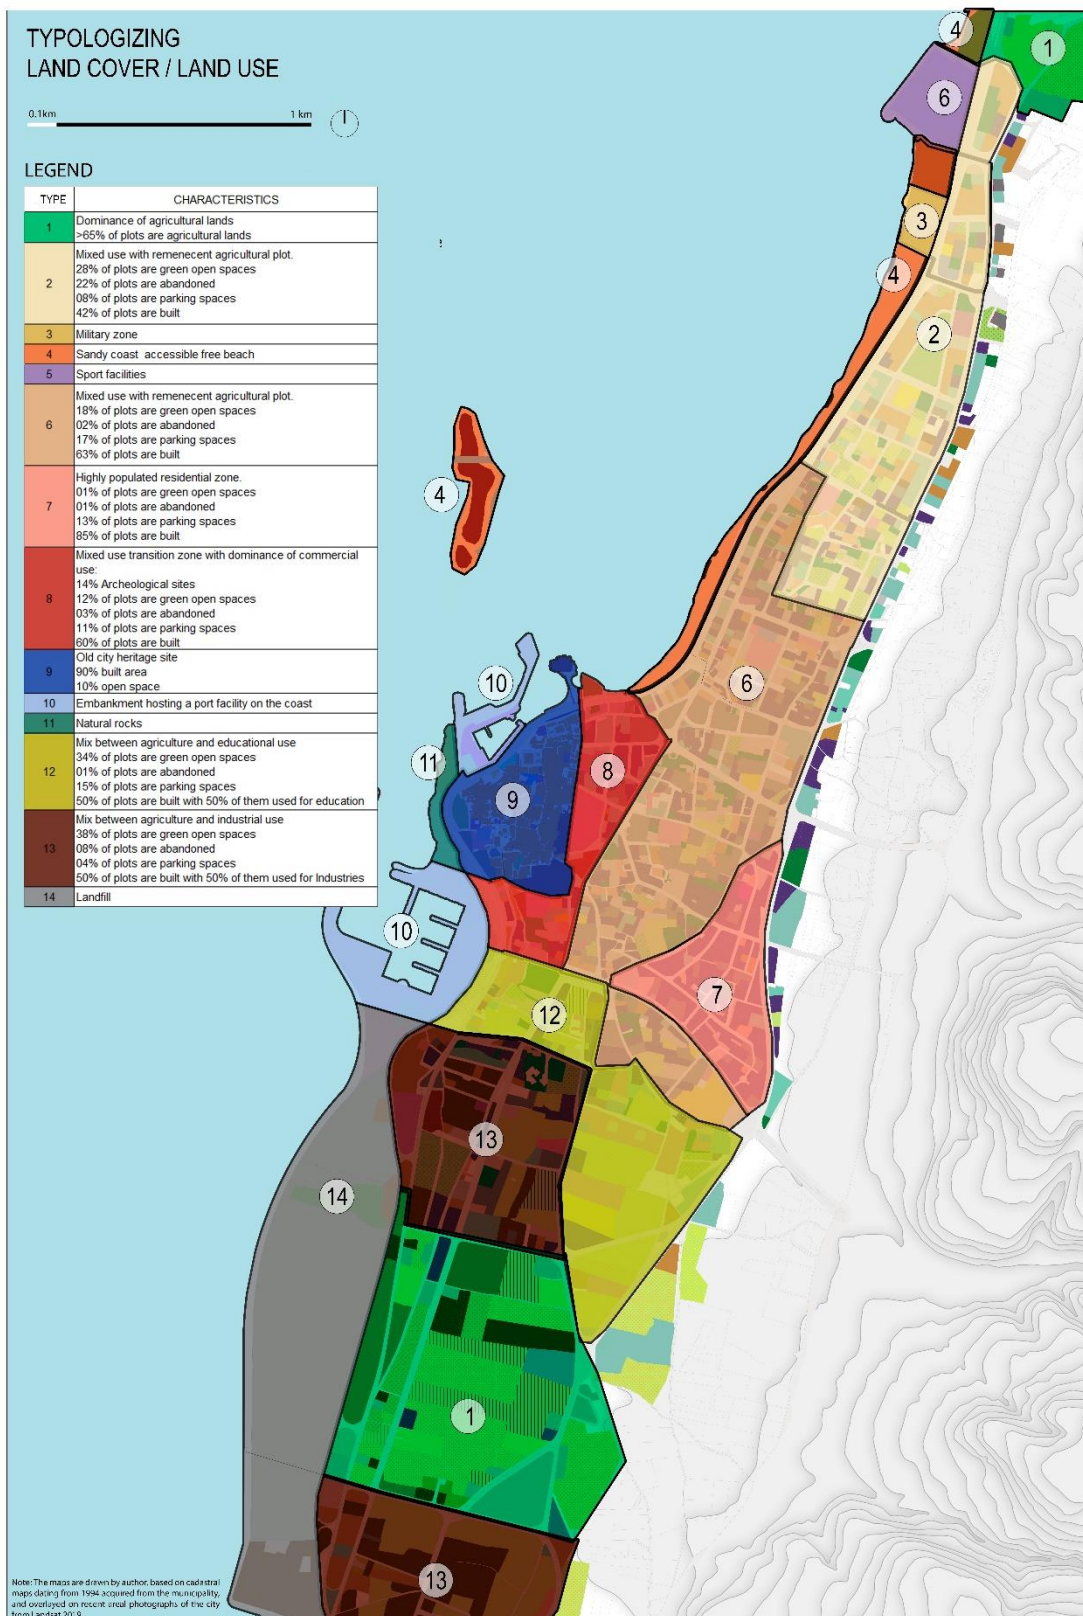 TYPOLOGIZING
LAND COVER / LAND USE
0.1km 1 km
LEGEND
TYPE CHARACTERISTICS
1 Dominance of agricultural lands
>65% of plots are agricultural lands
2 Mixed use with remenecent agricultural plot.
28% of plots are green open spaces
22% of plots are abandoned
08% of plots are parking spaces
42% of plots are built
3 Military zone
4 Sandy coast accessible free beach
5 Sport facilities
6 Mixed use with remenecent agricultural plot.
18% of plots are green open spaces
02% of plots are abandoned
17% of plots are parking spaces
63% of plots are built
7 Highly populated residential zone.
01% of plots are green open spaces
01% of plots are abandoned
13% of plots are parking spaces
85% of plots are built
8 Mixed use transition zone with dominance of commercial
use:
14% Archeological sites
12% of plots are green open spaces
03% of plots are abandoned
11% of plots are parking spaces
60% of plots are built
9 Old city heritage site
90% built area
10% open space
10 Embankment hosting a port facility on the coast
11 Natural rocks
12 Mix between agriculture and educational use
34% of plots are green open spaces
01% of plots are abandoned
15% of plots are parking spaces
50% of plots are built with 50% of them used for education
13 Mix between agriculture and industrial use
38% of plots are green open spaces
08% of plots are abandoned
04% of plots are parking spaces
50% of plots are built with 50% of them used for Industries
14 Landfill
4
1
6
3
4
2
4
6
10
11
8
9
10
7
12
13
14
1
13
Note: The maps are drawn by author, based on cadastral
maps dating from 1994 acquired from the municipality,
and overlayed on recent areal photographs of the city
from Landsat 2019